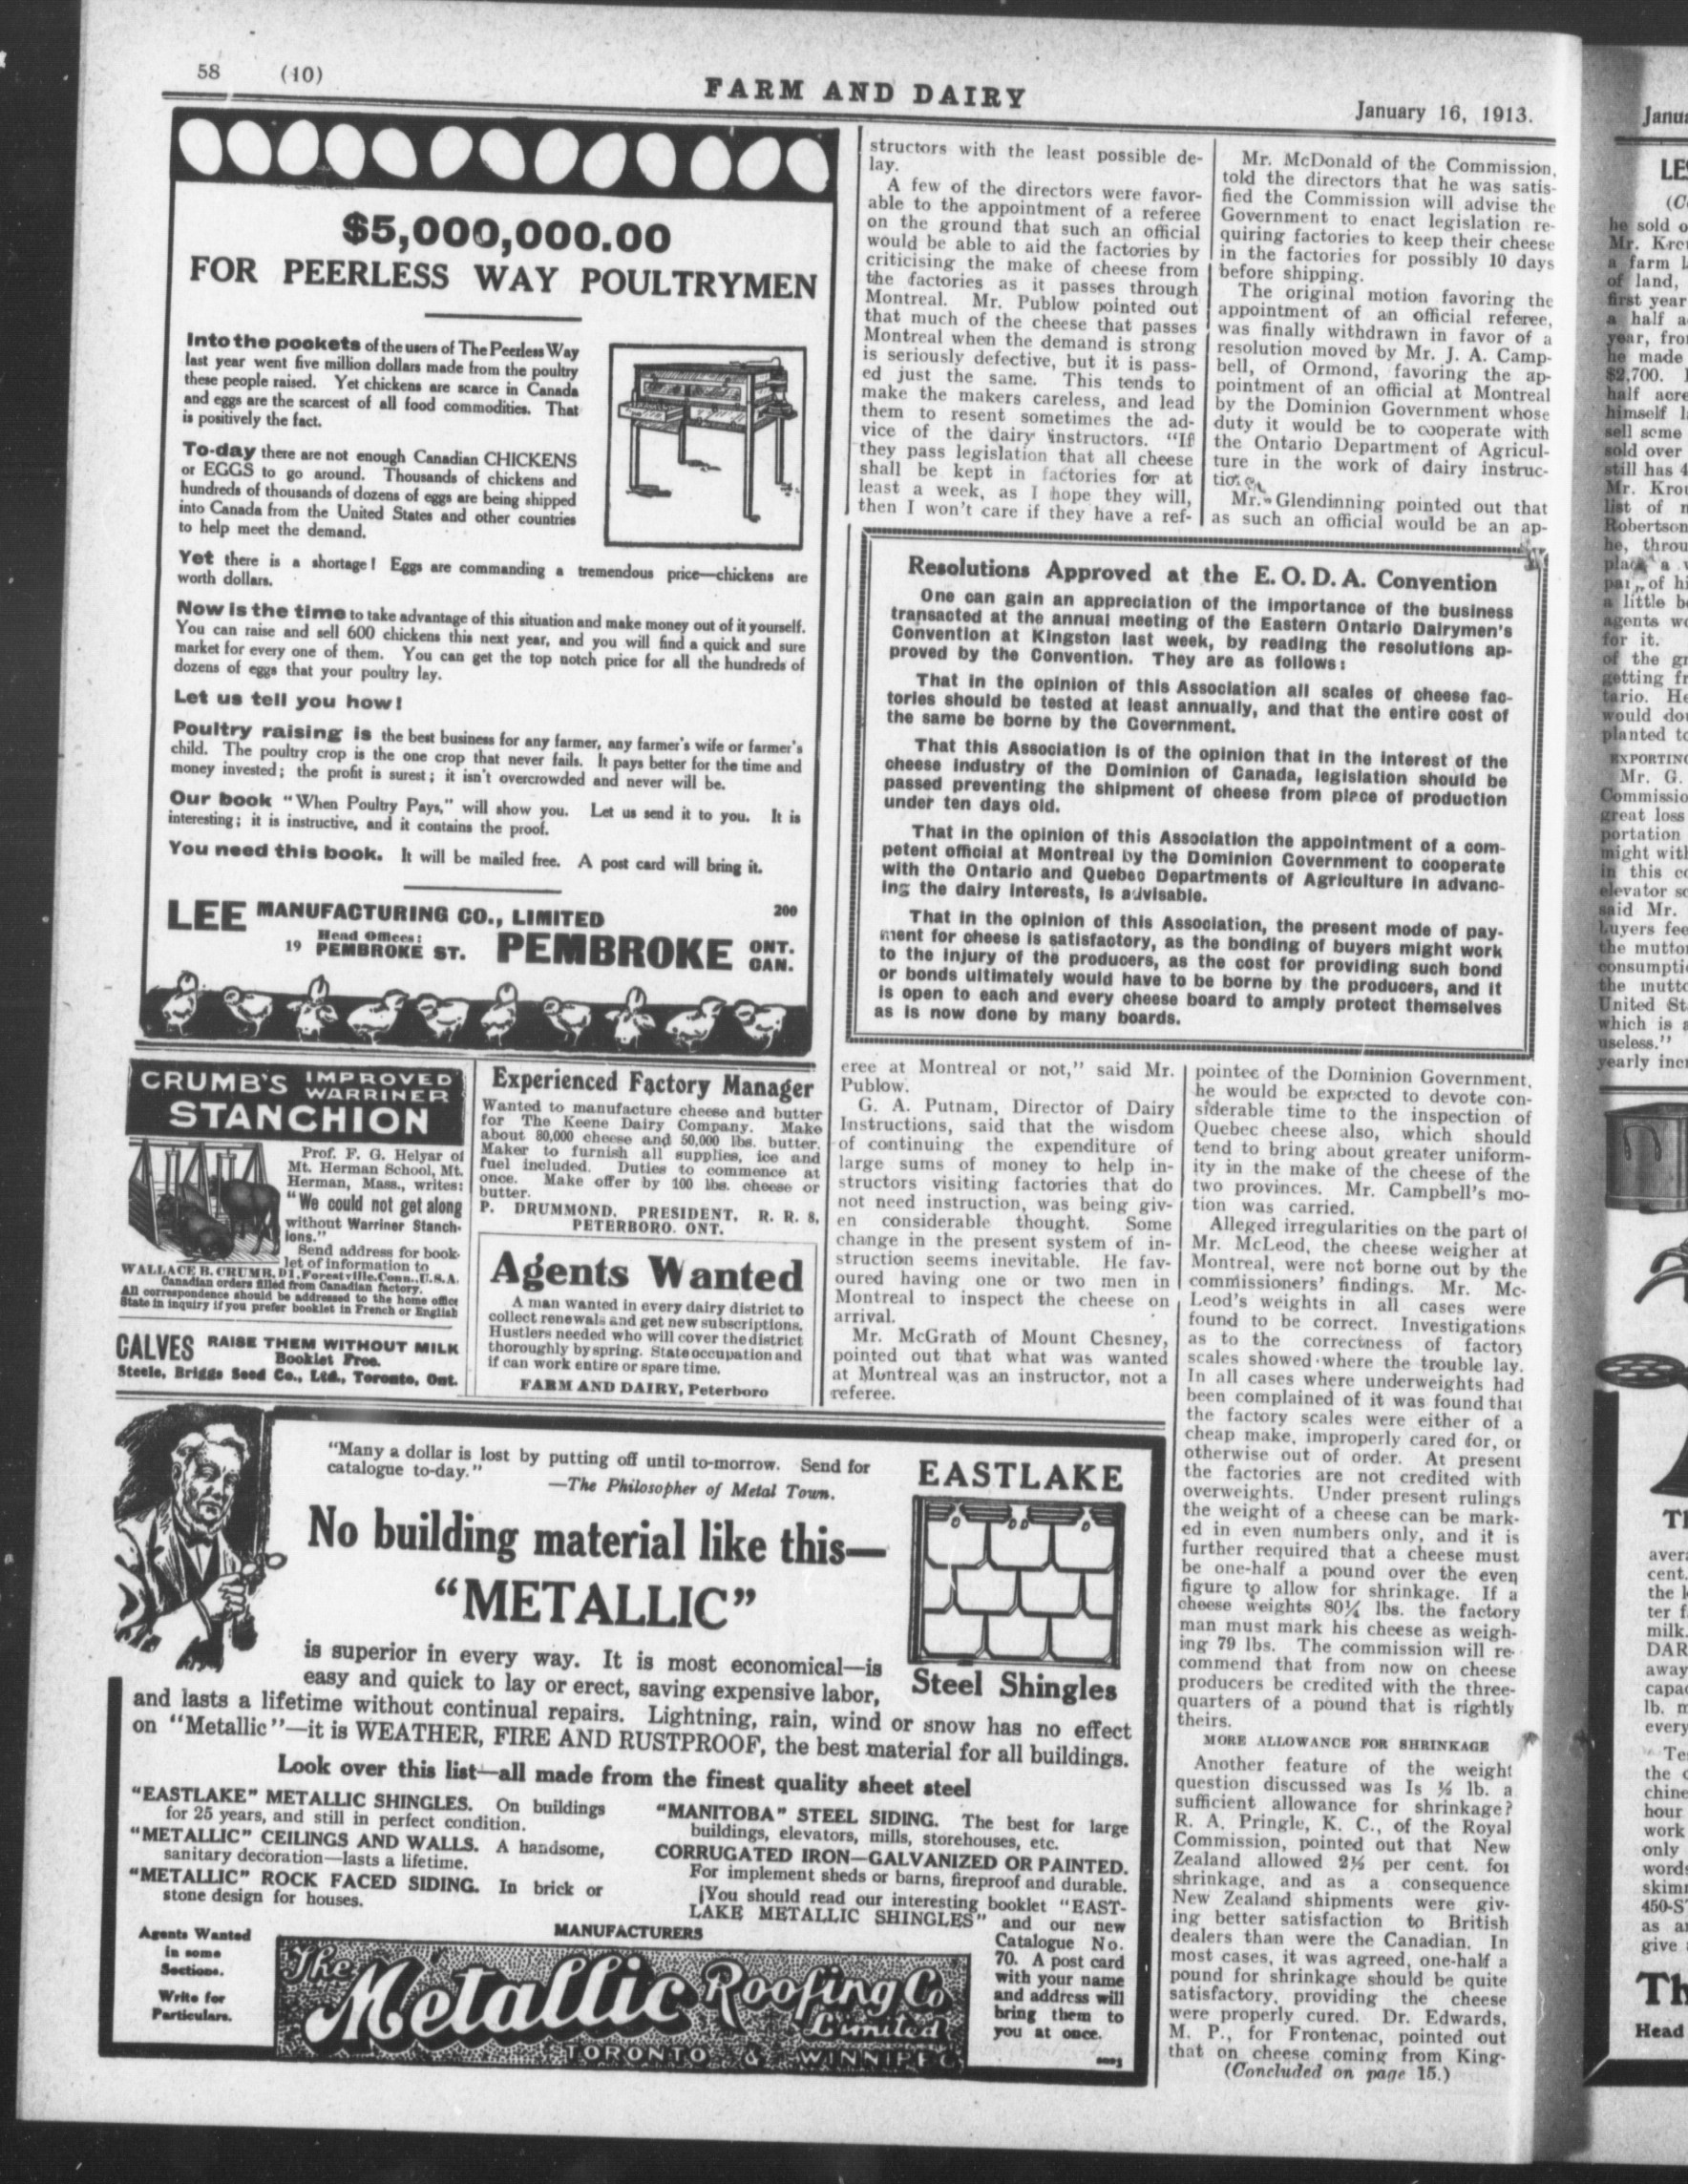 58 (10)
FARM AND DAIRY
January 16, 1913.
$5,000,000.00
FOR PEERLESS WAY POULTRYMEN
Into the pockets of the users of The Peerless Way
last year went five million dollars made from the poultry
these people raised. Yet chickens are scarce in Canada
and eggs are the scarcest of all food commodities. That
is positively the fact.
To-day there are not enough Canadian CHICKENS
or EGGS to go around. Thousands of chickens and
hundreds of thousands of dozens of eggs are being shipped
into Canada from the United States and other countries
to help meet the demand.
Yet there is a shortage! Eggs are commanding a tremendous price—chickens are
worth dollars.
Now is the time to take advantage of this situation and make money out of it yourself.
You can raise and sell 600 chickens this next year, and you will find a quick and sure
market for every one of them. You can get the top notch price for all the hundreds of
dozens of eggs that your poultry lay.
Let us tell you how!
Poultry raising is the best business for any farmer, any farmer's wife or farmer's
child. The poultry crop is the one crop that never fails. It pays better for the time and
money invested; the profit is surest; it isn't overcrowded and never will be.
Our book "When Poultry Pays," will show you. Let us send it to you. It is
interesting; it is instructive, and it contains the proof.
You need this book. It will be mailed free. A post card will bring it.
LEE MANUFACTURING CO., LIMITED 200
Head Offices:
19 PEMBROKE ST. PEMBROKE ONT.
CAN.
CRUMB'S IMPROVED
WARRINER
STANCHION
Prof. F. G. Helyar of
Mt. Herman School, Mt.
Herman, Mass., writes:
"We could not get along
without Warriner Stanch-
ions."
Send address for book-
let of information to
WALLACE B. CRUMB, D1, Forestville, Conn., U.S.A.
Canadian orders filled from Canadian factory.
All correspondence should be addressed to the home office
State in inquiry if you prefer booklet in French or English
CALVES RAISE THEM WITHOUT MILK
Booklet Free.
Steele, Briggs Seed Co., Ltd., Toronto, Ont.
Experienced Factory Manager
Wanted to manufacture cheese and butter
for The Keene Dairy Company. Make
about 80,000 cheese and 50,000 lbs. butter.
Maker to furnish all supplies, ice and
fuel included. Duties to commence at
once. Make offer by 100 lbs. cheese or
butter.
P. DRUMMOND, PRESIDENT, R. R. 8,
PETERBORO, ONT.
Agents Wanted
A man wanted in every dairy district to
collect renewals and get new subscriptions.
Hustlers needed who will cover the district
thoroughly by spring. State occupation and
if can work entire or spare time.
FARM AND DAIRY, Peterboro
structors with the least possible de-
lay.
A few of the directors were favor-
able to the appointment of a referee
on the ground that such an official
would be able to aid the factories by
criticising the make of cheese from
the factories as it passes through
Montreal. Mr. Publow pointed out
that much of the cheese that passes
Montreal when the demand is strong
is seriously defective, but it is pass-
ed just the same. This tends to
make the makers careless, and lead
them to resent sometimes the ad-
vice of the dairy instructors. "If
they pass legislation that all cheese
shall be kept in factories for at
least a week, as I hope they will,
then I won't care if they have a ref-
Mr. McDonald of the Commission,
told the directors that he was satis-
fied the Commission will advise the
Government to enact legislation re-
quiring factories to keep their cheese
in the factories for possibly 10 days
before shipping.
The original motion favoring the
appointment of an official referee,
was finally withdrawn in favor of a
resolution moved by Mr. J. A. Camp-
bell, of Ormond, favoring the ap-
pointment of an official at Montreal
by the Dominion Government whose
duty it would be to cooperate with
the Ontario Department of Agricul-
ture in the work of dairy instruc-
tion.
Mr. Glendinning pointed out that
as such an official would be an ap-
Resolutions Approved at the E. O. D. A. Convention
One can gain an appreciation of the importance of the business
transacted at the annual meeting of the Eastern Ontario Dairymen's
Convention at Kingston last week, by reading the resolutions ap-
proved by the Convention. They are as follows:
That in the opinion of this Association all scales of cheese fac-
tories should be tested at least annually, and that the entire cost of
the same be borne by the Government.
That this Association is of the opinion that in the interest of the
cheese industry of the Dominion of Canada, legislation should be
passed preventing the shipment of cheese from place of production
under ten days old.
That in the opinion of this Association the appointment of a com-
petent official at Montreal by the Dominion Government to cooperate
with the Ontario and Quebec Departments of Agriculture in advanc-
ing the dairy interests, is advisable.
That in the opinion of this Association, the present mode of pay-
ment for cheese is satisfactory, as the bonding of buyers might work
to the injury of the producers, as the cost for providing such bond
or bonds ultimately would have to be borne by the producers, and it
is open to each and every cheese board to amply protect themselves
as is now done by many boards.
eree at Montreal or not," said Mr.
Publow.
G. A. Putnam, Director of Dairy
Instructions, said that the wisdom
of continuing the expenditure of
large sums of money to help in-
structors visiting factories that do
not need instruction, was being giv-
en considerable thought. Some
change in the present system of in-
struction seems inevitable. He fav-
oured having one or two men in
Montreal to inspect the cheese on
arrival.
Mr. McGrath of Mount Chesney,
pointed out that what was wanted
at Montreal was an instructor, not a
referee.
pointee of the Dominion Government,
he would be expected to devote con-
siderable time to the inspection of
Quebec cheese also, which should
tend to bring about greater uniform-
ity in the make of the cheese of the
two provinces. Mr. Campbell's mo-
tion was carried.
Alleged irregularities on the part of
Mr. McLeod, the cheese weigher at
Montreal, were not borne out by the
commissioners' findings. Mr. Mc-
Leod's weights in all cases were
found to be correct. Investigations
as to the correctness of factory
scales showed where the trouble lay.
In all cases where underweights had
been complained of it was found that
the factory scales were either of a
cheap make, improperly cared for, or
otherwise out of order. At present
the factories are not credited with
overweights. Under present rulings
the weight of a cheese can be mark-
ed in even numbers only, and it is
further required that a cheese must
be one-half a pound over the even
figure to allow for shrinkage. If a
cheese weights 80¼ lbs. the factory
man must mark his cheese as weigh-
ing 79 lbs. The commission will re-
commend that from now on cheese
producers be credited with the three-
quarters of a pound that is rightly
theirs.
MORE ALLOWANCE FOR SHRINKAGE
Another feature of the weight
question discussed was Is ½ lb. a
sufficient allowance for shrinkage?
R. A. Pringle, K. C., of the Royal
Commission, pointed out that New
Zealand allowed 2½ per cent. for
shrinkage, and as a consequence
New Zealand shipments were giv-
ing better satisfaction to British
dealers than were the Canadian. In
most cases, it was agreed, one-half a
pound for shrinkage should be quite
satisfactory, providing the cheese
were properly cured. Dr. Edwards,
M. P., for Frontenac, pointed out
that on cheese coming from King-
(Concluded on page 15.)
"Many a dollar is lost by putting off until to-morrow. Send for
catalogue to-day."
—The Philosopher of Metal Town.
No building material like this—
"METALLIC"
EASTLAKE
Steel Shingles
is superior in every way. It is most economical—is
easy and quick to lay or erect, saving expensive labor,
and lasts a lifetime without continual repairs. Lightning, rain, wind or snow has no effect
on "Metallic"—it is WEATHER, FIRE AND RUSTPROOF, the best material for all buildings.
Look over this list—all made from the finest quality sheet steel
"EASTLAKE" METALLIC SHINGLES. On buildings
for 25 years, and still in perfect condition.
"METALLIC" CEILINGS AND WALLS. A handsome,
sanitary decoration—lasts a lifetime.
"METALLIC" ROCK FACED SIDING. In brick or
stone design for houses.
"MANITOBA" STEEL SIDING. The best for large
buildings, elevators, mills, storehouses, etc.
CORRUGATED IRON—GALVANIZED OR PAINTED.
For implement sheds or barns, fireproof and durable.
You should read our interesting booklet "EAST-
LAKE METALLIC SHINGLES" and our new
Catalogue No.
70. A post card
with your name
and address will
bring them to
you at once.
Agents Wanted
in some
Sections.
Write for
Particulars.
MANUFACTURERS
The Metallic Roofing Co
Limited
TORONTO & WINNIPEG